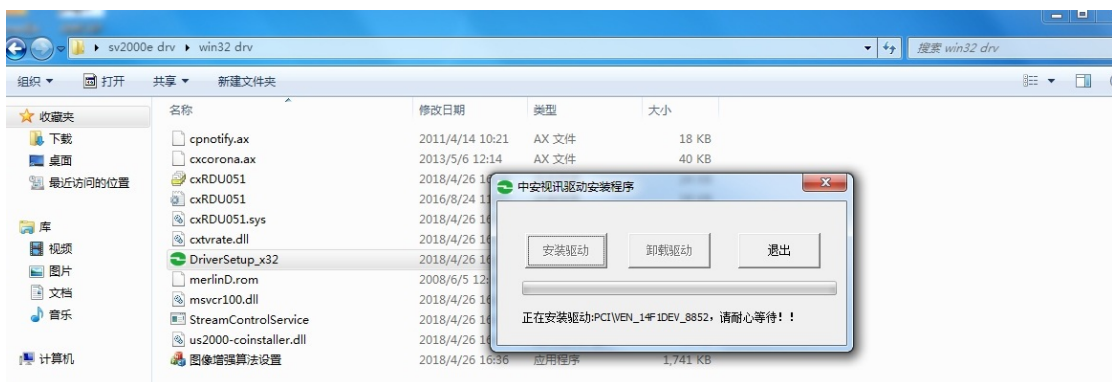 sv2000e drv ▸ win32 drv
搜索 win32 drv
组织 打开 共享 新建文件夹
收藏夹
下载
桌面
最近访问的位置
库
视频
图片
文档
音乐
计算机
名称 修改日期 类型 大小
cpnotify.ax 2011/4/14 10:21 AX 文件 18 KB
cxcorona.ax 2013/5/6 12:14 AX 文件 40 KB
cxRDU051 2018/4/26 16
cxRDU051 2016/8/24 11
cxRDU051.sys 2018/4/26 16
cxtvrate.dll 2018/4/26 16
DriverSetup_x32 2018/4/26 16
merlinD.rom 2008/6/5 12:
msvcr100.dll 2018/4/26 16
StreamControlService 2018/4/26 16
us2000-coinstaller.dll 2018/4/26 16
图像增强算法设置 2018/4/26 16:36 应用程序 1,741 KB
中安视讯驱动安装程序
安装驱动 卸载驱动 退出
正在安装驱动:PCI\VEN_14F1DEV_8852，请耐心等待！！